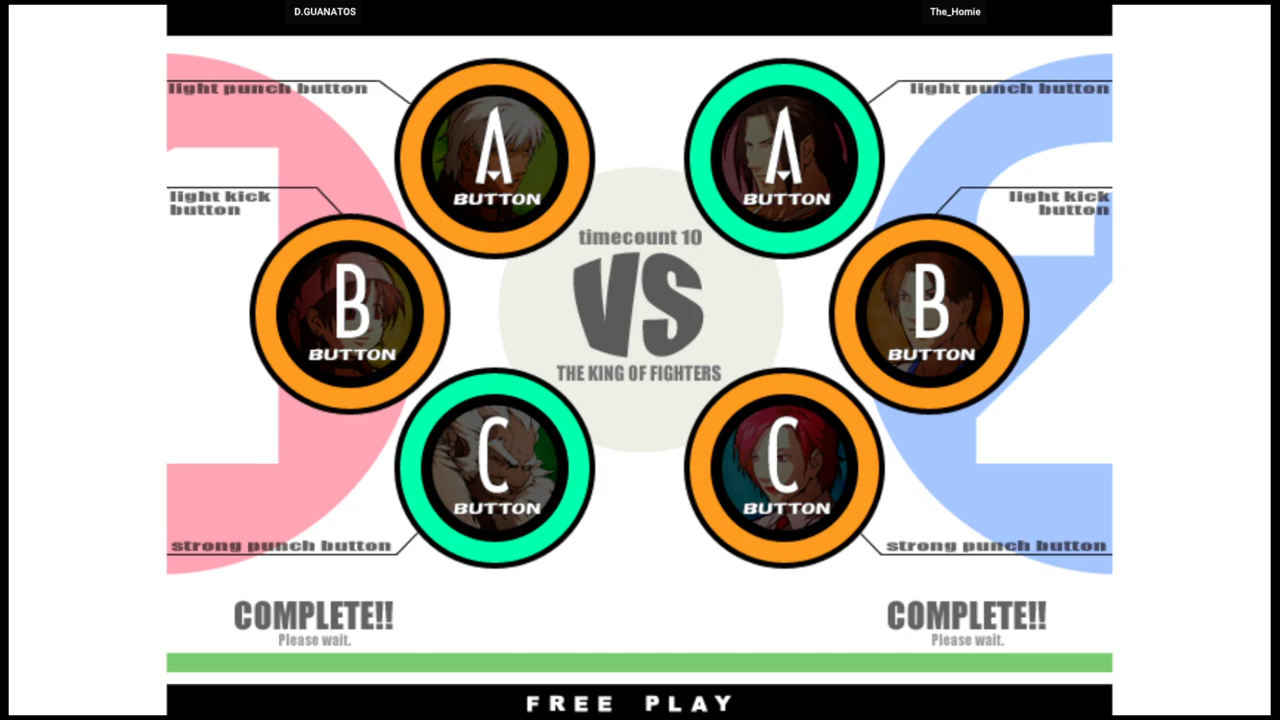 D.GUANATOS
The_Homie
light punch button
light punch button
A
BUTTON
A
BUTTON
light kick
button
light kick
button
B
BUTTON
B
BUTTON
timecount 10
VS
THE KING OF FIGHTERS
C
BUTTON
C
BUTTON
strong punch button
strong punch button
1
2
COMPLETE!!
Please wait.
COMPLETE!!
Please wait.
FREE PLAY